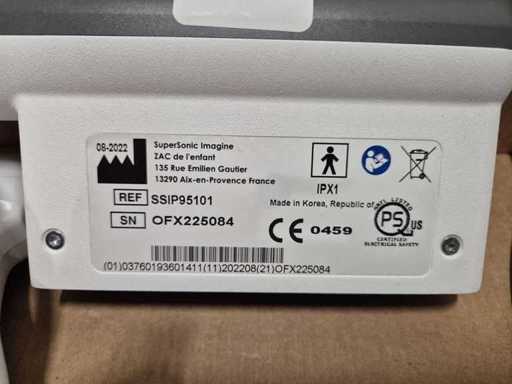 08-2022
SuperSonic Imagine
ZAC de l'enfant
135 Rue Emilien Gautier
13290 Aix-en-Provence France
REF SSIP95101
SN OFX225084
IPX1
Made in Korea, Republic of
CE 0459
NYL LISTED
PS
US
CERTIFIED
ELECTRICAL SAFETY
(01)03760193601411(11)202208(21)OFX225084